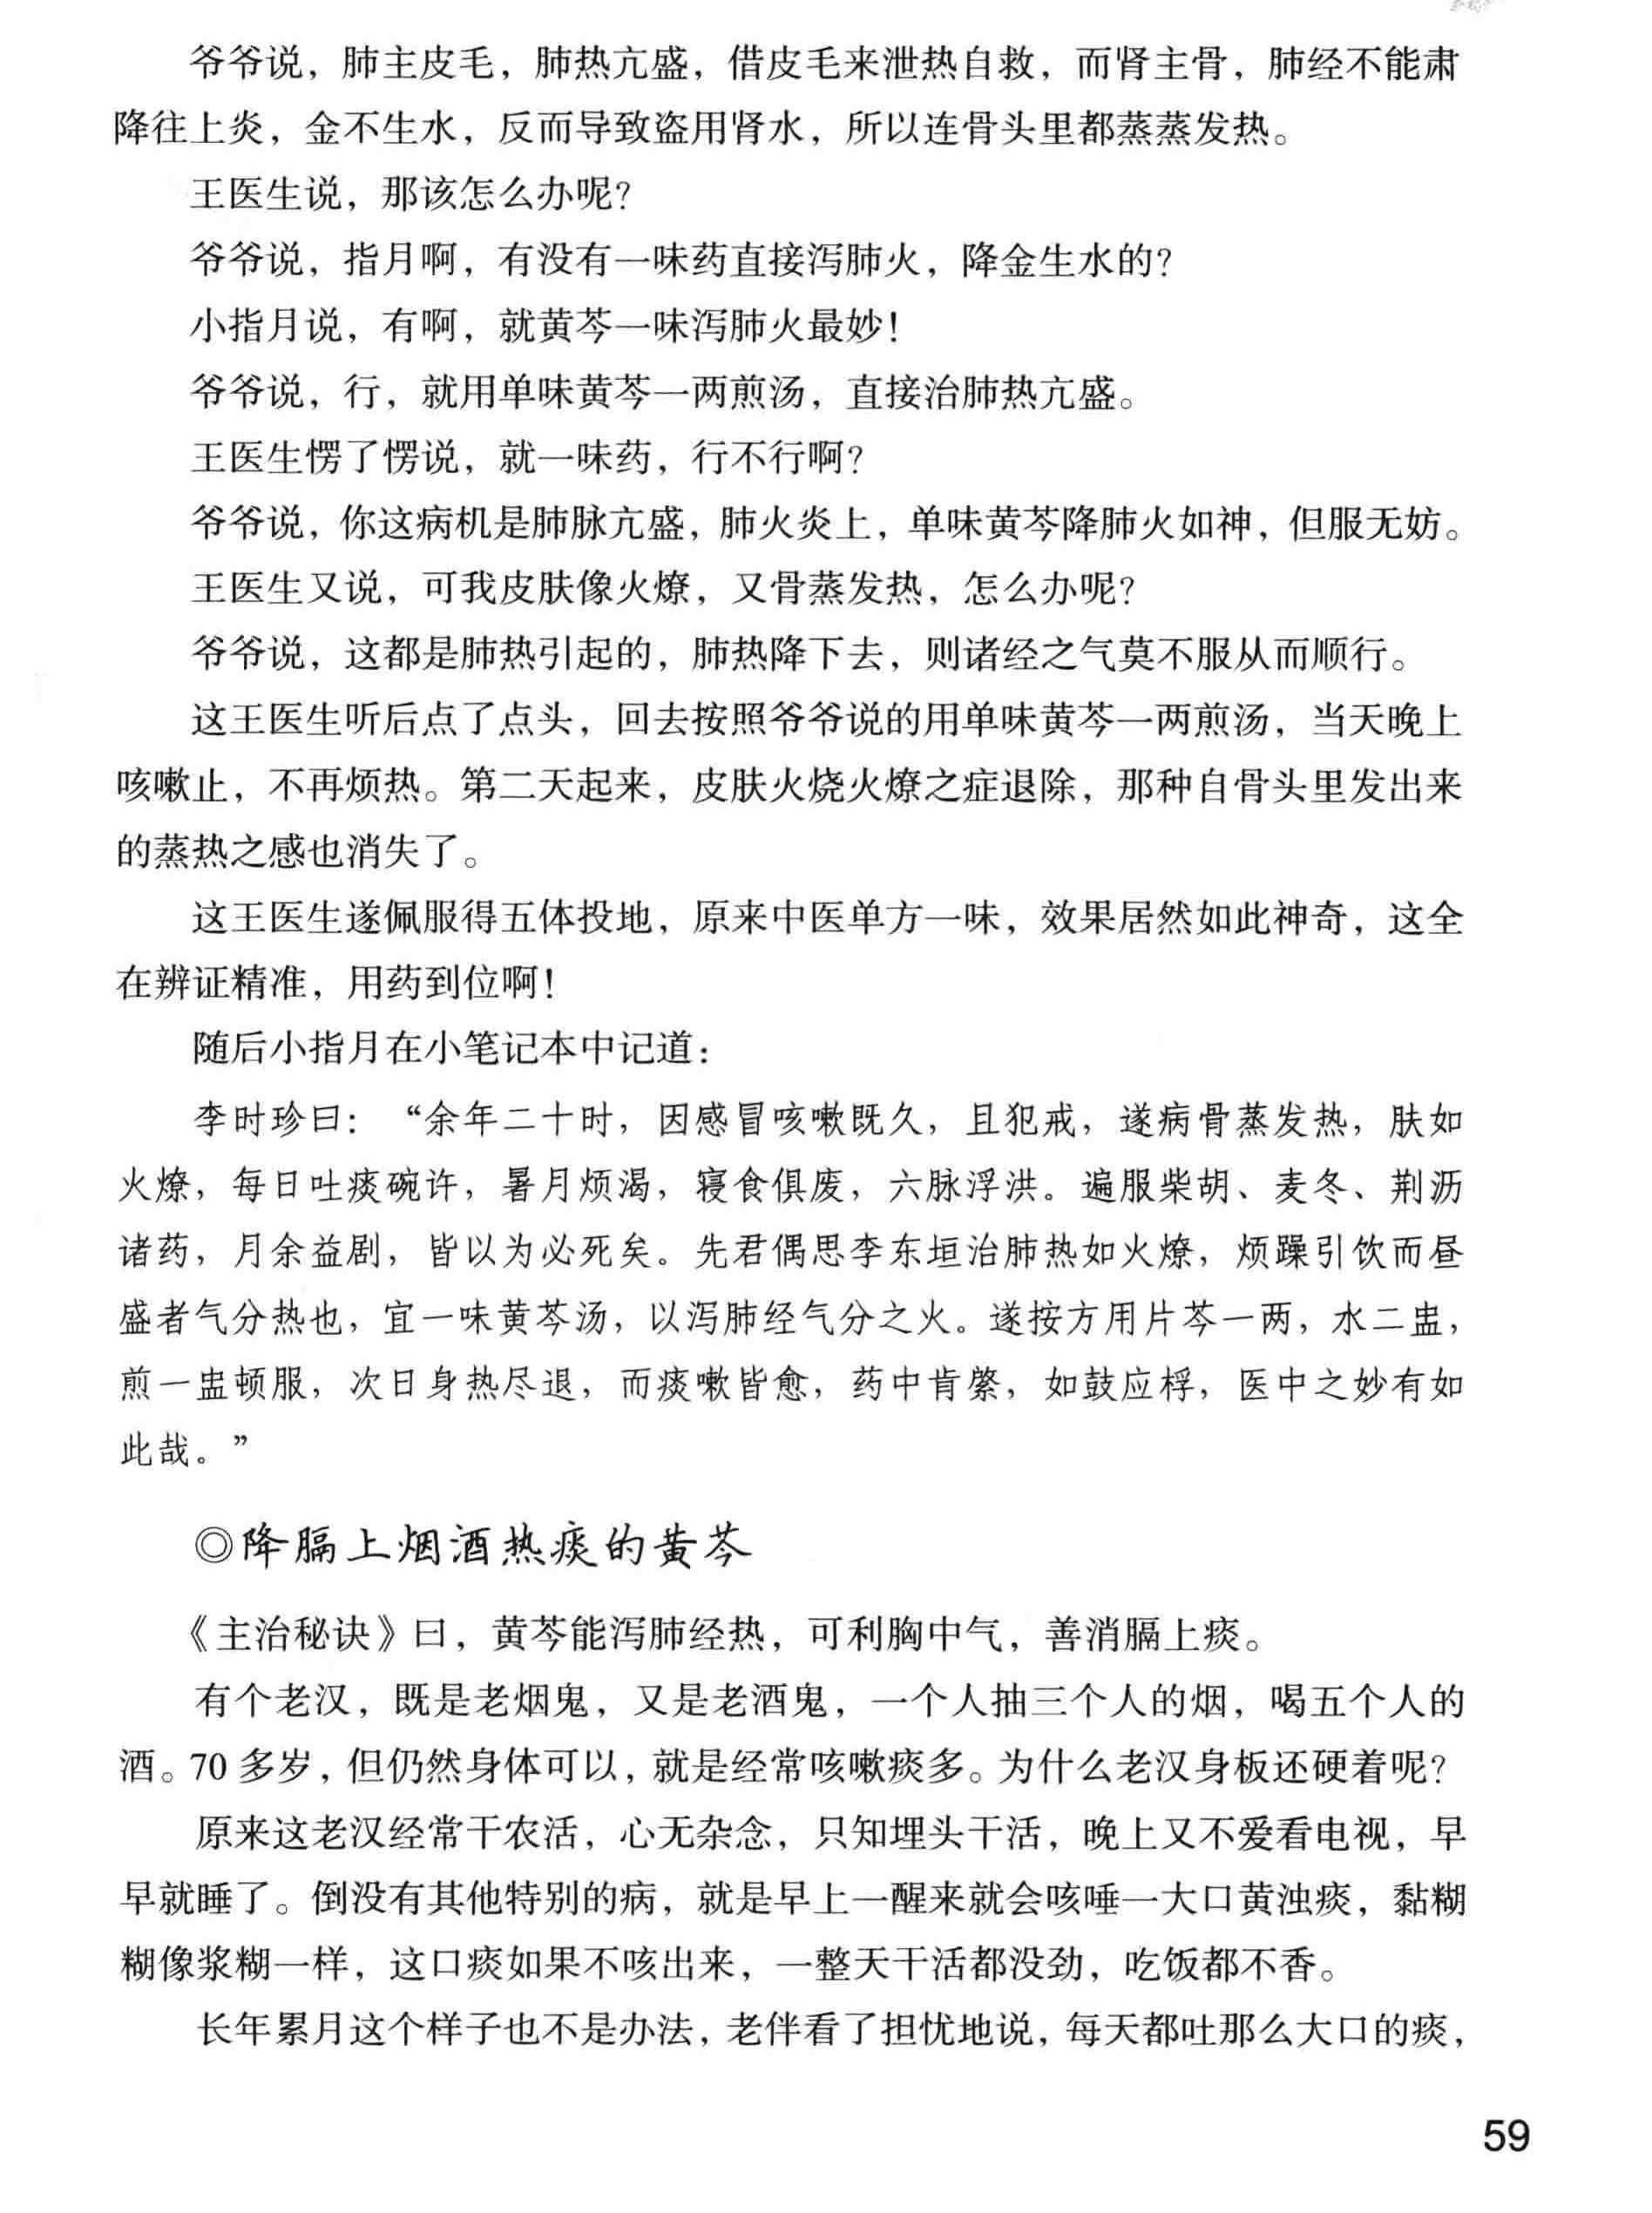 爷爷说，肺主皮毛，肺热亢盛，借皮毛来泄热自救，而肾主骨，肺经不能肃
降往上炎，金不生水，反而导致盗用肾水，所以连骨头里都蒸蒸发热。
王医生说，那该怎么办呢？
爷爷说，指月啊，有没有一味药直接泻肺火，降金生水的？
小指月说，有啊，就黄芩一味泻肺火最妙！
爷爷说，行，就用单味黄芩一两煎汤，直接治肺热亢盛。
王医生愣了愣说，就一味药，行不行啊？
爷爷说，你这病机是肺脉亢盛，肺火炎上，单味黄芩降肺火如神，但服无妨。
王医生又说，可我皮肤像火燎，又骨蒸发热，怎么办呢？
爷爷说，这都是肺热引起的，肺热降下去，则诸经之气莫不服从而顺行。
这王医生听后点了点头，回去按照爷爷说的用单味黄芩一两煎汤，当天晚上
咳嗽止，不再烦热。第二天起来，皮肤火烧火燎之症退除，那种自骨头里发出来
的蒸热之感也消失了。
这王医生遂佩服得五体投地，原来中医单方一味，效果居然如此神奇，这全
在辨证精准，用药到位啊！
随后小指月在小笔记本中记道：
李时珍曰：“余年二十时，因感冒咳嗽既久，且犯戒，遂病骨蒸发热，肤如
火燎，每日吐痰碗许，暑月烦渴，寝食俱废，六脉浮洪。遍服柴胡、麦冬、荆沥
诸药，月余益剧，皆以为必死矣。先君偶思李东垣治肺热如火燎，烦躁引饮而昼
盛者气分热也，宜一味黄芩汤，以泻肺经气分之火。遂按方用片芩一两，水二盅，
煎一盅顿服，次日身热尽退，而痰嗽皆愈，药中肯綮，如鼓应桴，医中之妙有如
此哉。”
◎降膈上烟酒热痰的黄芩
《主治秘诀》曰，黄芩能泻肺经热，可利胸中气，善消膈上痰。
有个老汉，既是老烟鬼，又是老酒鬼，一个人抽三个人的烟，喝五个人的
酒。70多岁，但仍然身体可以，就是经常咳嗽痰多。为什么老汉身板还硬着呢？
原来这老汉经常干农活，心无杂念，只知埋头干活，晚上又不爱看电视，早
早就睡了。倒没有其他特别的病，就是早上一醒来就会咳唾一大口黄浊痰，黏糊
糊像浆糊一样，这口痰如果不咳出来，一整天干活都没劲，吃饭都不香。
长年累月这个样子也不是办法，老伴看了担忧地说，每天都吐那么大口的痰，
59